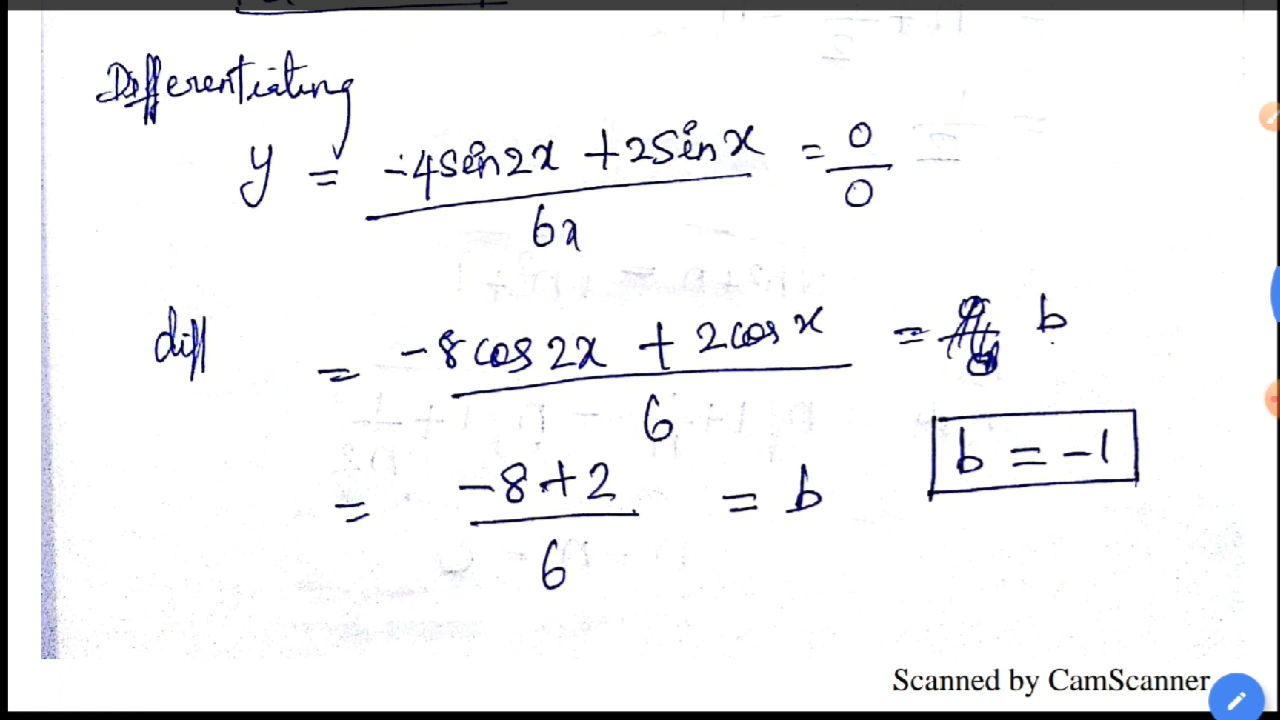 Differentiating
y = -4sin2x + 2sinx / 6x = 0/0
diff = -8cos2x + 2cosx / 6 = b
= -8+2 / 6 = b
b = -1
Scanned by CamScanner